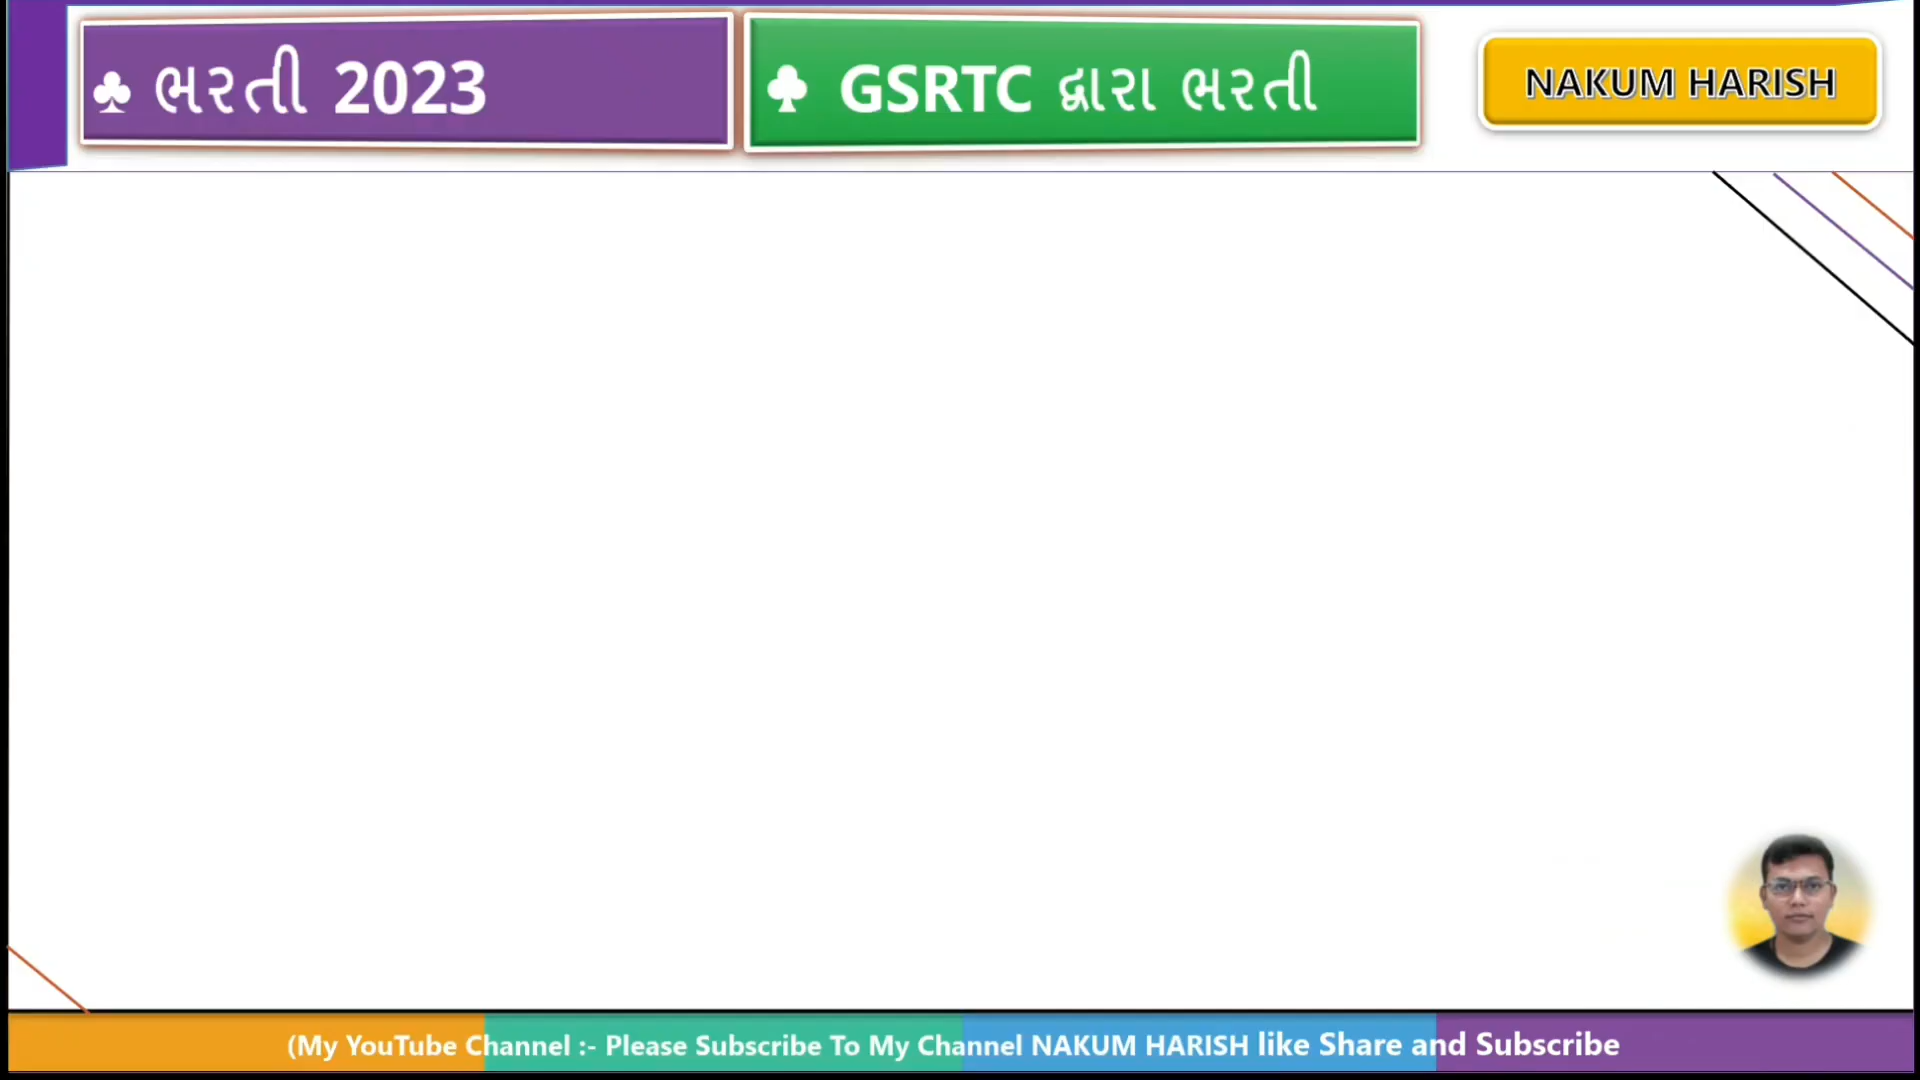 ♣ ભરતી 2023
♣ GSRTC દ્વારા ભરતી
NAKUM HARISH
(My YouTube Channel :- Please Subscribe To My Channel NAKUM HARISH like Share and Subscribe